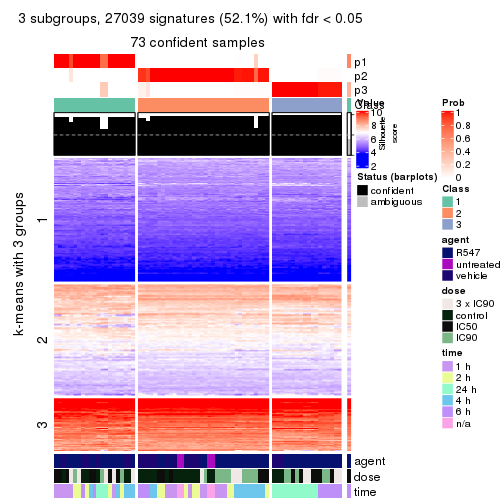 3 subgroups, 27039 signatures (52.1%) with fdr < 0.05
73 confident samples
p1
p2
p3
Class
Value
10
8
6
4
2
Silhouette
score
Status (barplots)
confident
ambiguous
Prob
1
0.8
0.6
0.4
0.2
0
Class
1
2
3
agent
R547
untreated
vehicle
dose
3 x IC90
control
IC50
IC90
time
1 h
2 h
24 h
4 h
6 h
n/a
k-means with 3 groups
1
2
3
agent
dose
time